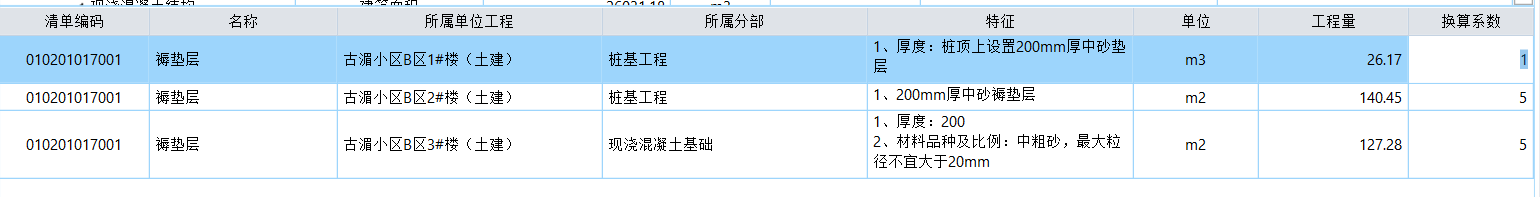 建筑面积
26031.18
m2
清单编码 名称 所属单位工程 所属分部 特征 单位 工程量 换算系数
010201017001 褥垫层 古湄小区B区1#楼（土建） 桩基工程 1、厚度：桩顶上设置200mm厚中砂垫
层 m3 26.17 1
010201017001 褥垫层 古湄小区B区2#楼（土建） 桩基工程 1、200mm厚中砂褥垫层 m2 140.45 5
010201017001 褥垫层 古湄小区B区3#楼（土建） 现浇混凝土基础 1、厚度：200
2、材料品种及比例：中粗砂，最大粒
径不宜大于20mm m2 127.28 5